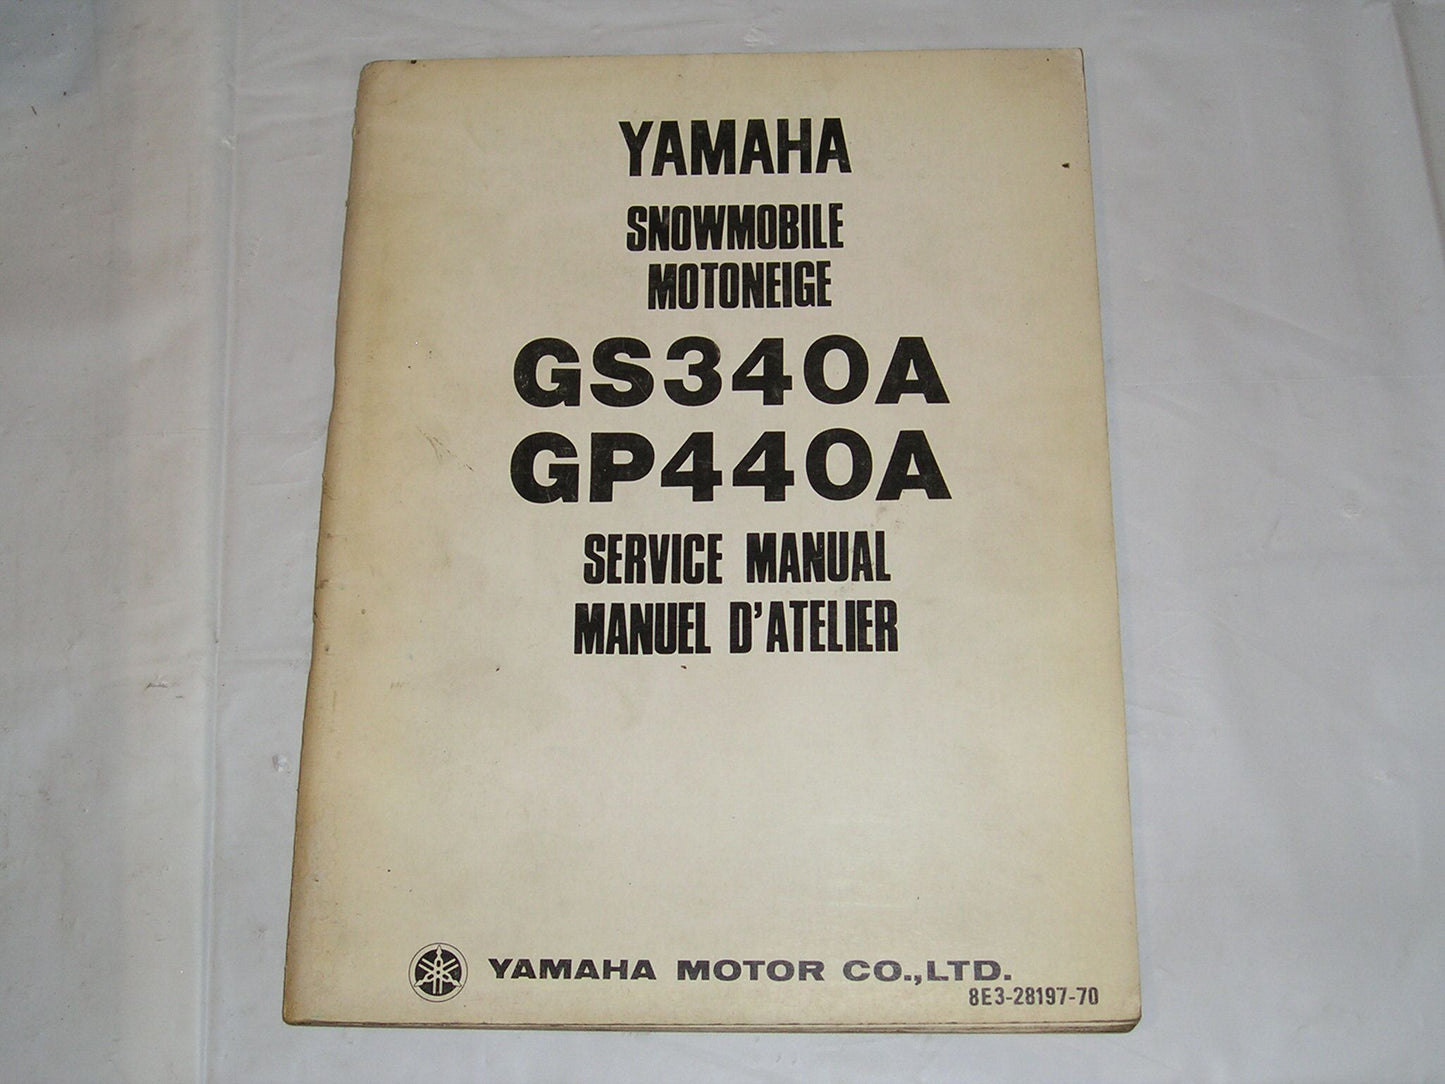 YAMAHA
SNOWMOBILE
MOTONEIGE
GS340A
GP440A
SERVICE MANUAL
MANUEL D'ATELIER
YAMAHA MOTOR CO.,LTD.
8E3-28197-70